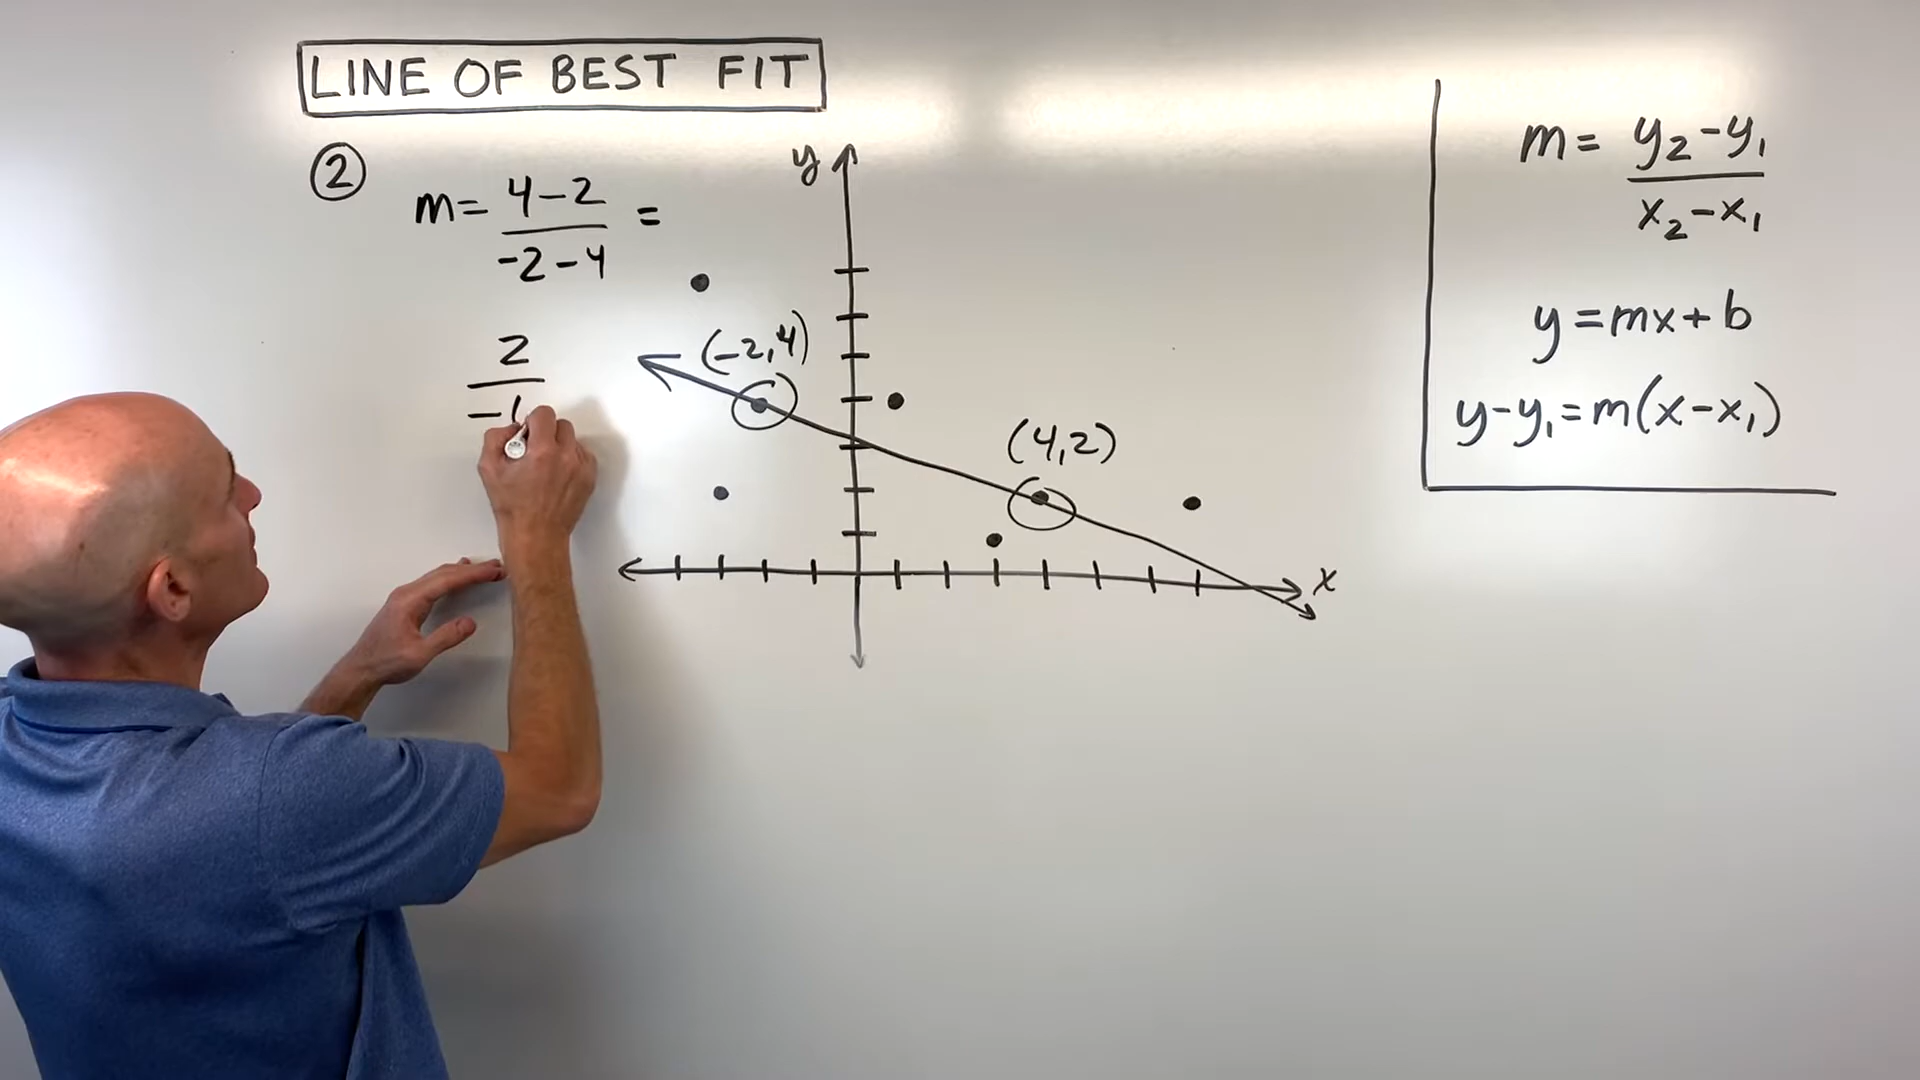 LINE OF BEST FIT
②
m = 4-2 / -2-4 =
2 / -
y
(-2,4)
(4,2)
x
m = y₂-y₁ / x₂-x₁
y = mx + b
y-y₁ = m(x-x₁)